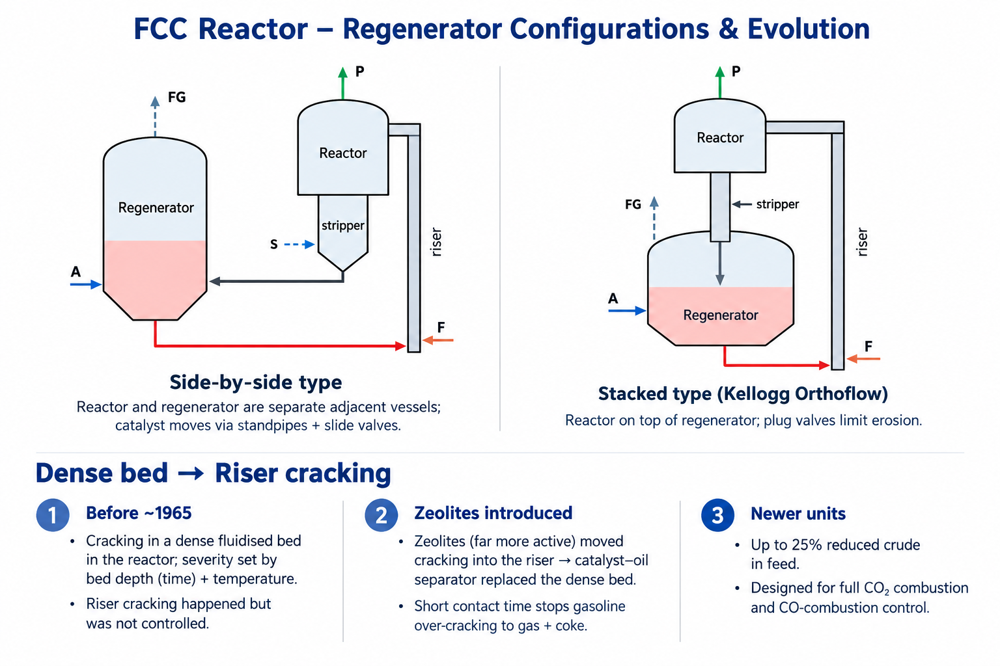 FCC Reactor – Regenerator Configurations & Evolution
P
FG
Reactor
Regenerator
stripper
S
riser
A
F
Side-by-side type
Reactor and regenerator are separate adjacent vessels;
catalyst moves via standpipes + slide valves.
P
Reactor
FG
stripper
riser
A
Regenerator
F
Stacked type (Kellogg Orthoflow)
Reactor on top of regenerator; plug valves limit erosion.
Dense bed → Riser cracking
1
Before ~1965
• Cracking in a dense fluidised bed
in the reactor; severity set by
bed depth (time) + temperature.
• Riser cracking happened but
was not controlled.
2
Zeolites introduced
• Zeolites (far more active) moved
cracking into the riser → catalyst–oil
separator replaced the dense bed.
• Short contact time stops gasoline
over-cracking to gas + coke.
3
Newer units
• Up to 25% reduced crude
in feed.
• Designed for full CO₂ combustion
and CO-combustion control.